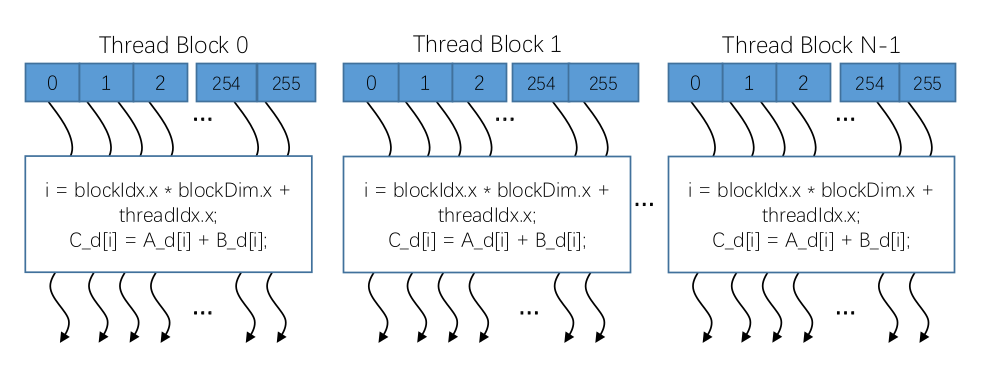 Thread Block 0
0 1 2 254 255
...
i = blockIdx.x * blockDim.x +
threadIdx.x;
C_d[i] = A_d[i] + B_d[i];
...
Thread Block 1
0 1 2 254 255
...
i = blockIdx.x * blockDim.x +
threadIdx.x;
C_d[i] = A_d[i] + B_d[i];
...
...
Thread Block N-1
0 1 2 254 255
...
i = blockIdx.x * blockDim.x +
threadIdx.x;
C_d[i] = A_d[i] + B_d[i];
...